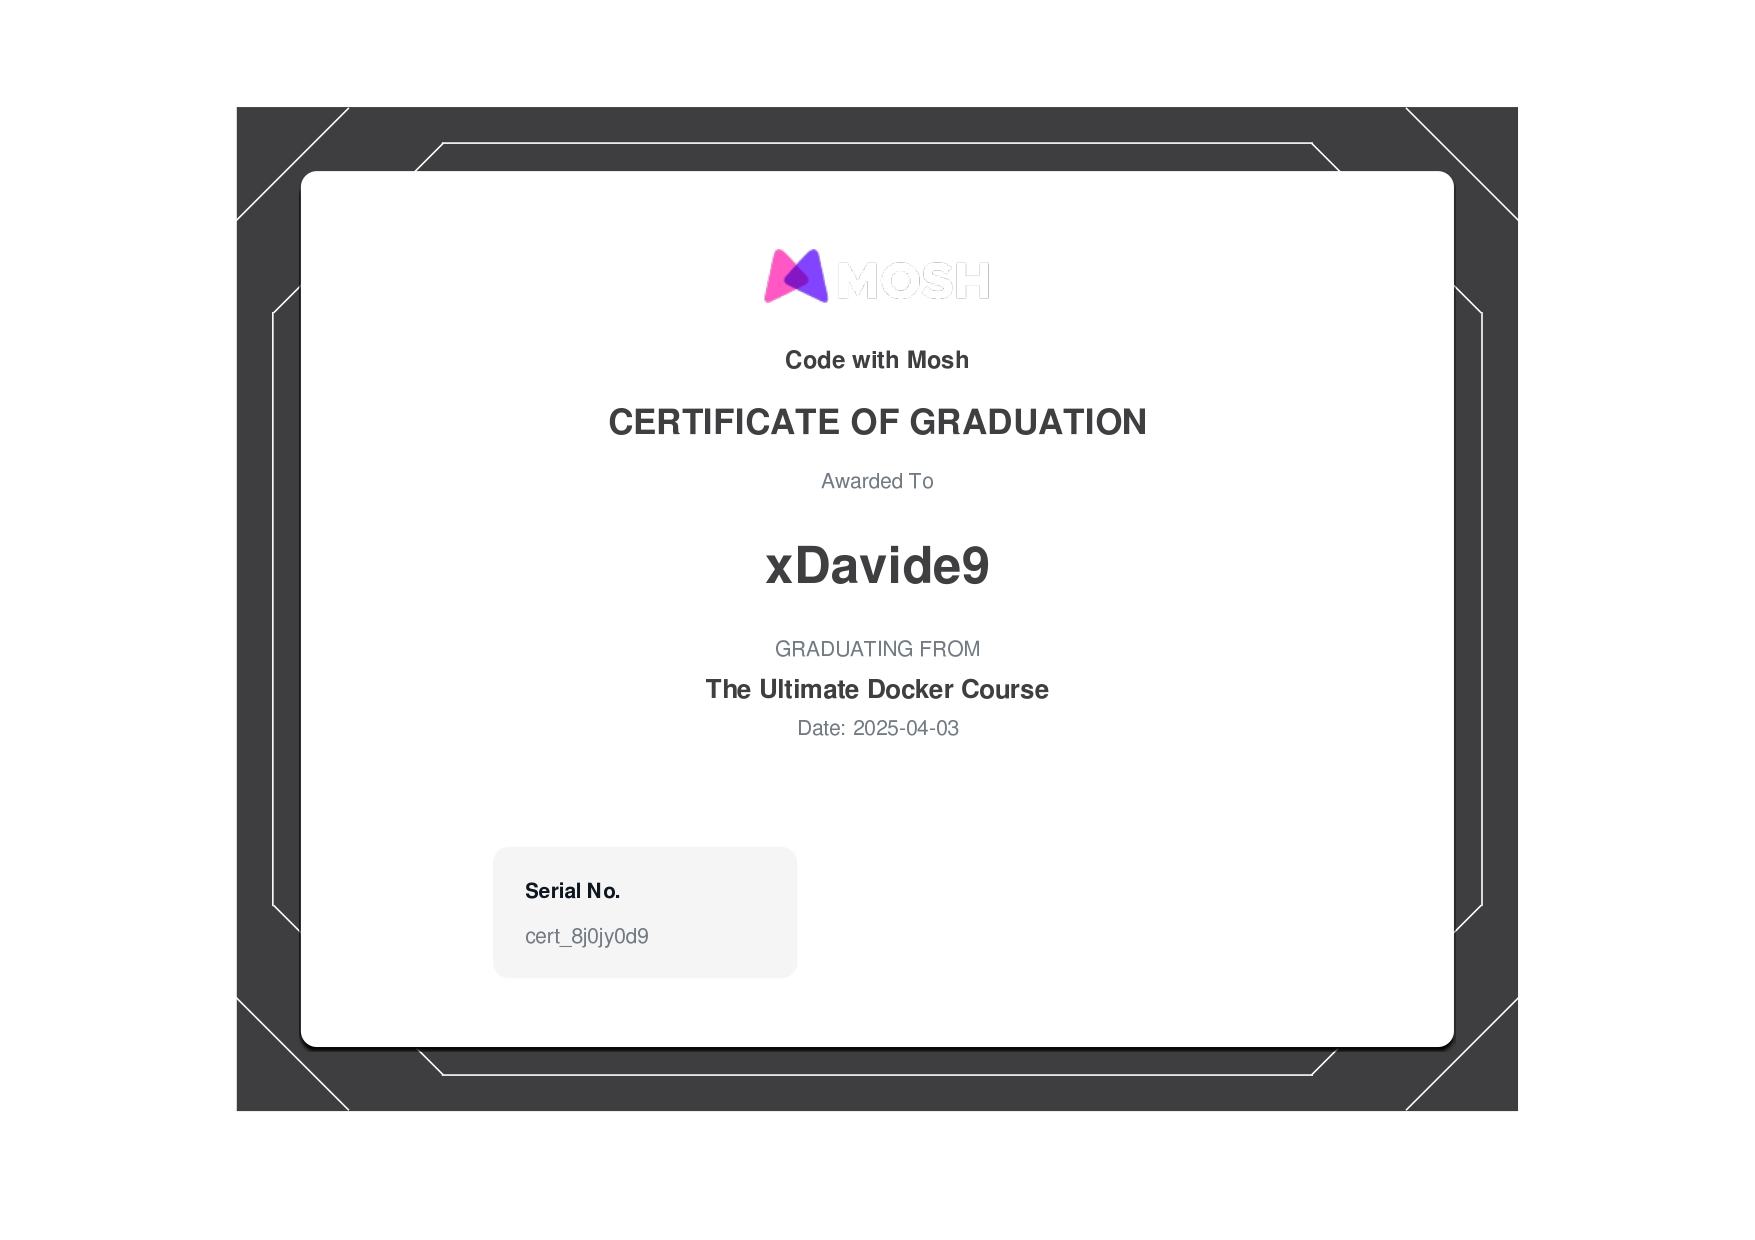 MOSH
Code with Mosh
CERTIFICATE OF GRADUATION
Awarded To
xDavide9
GRADUATING FROM
The Ultimate Docker Course
Date: 2025-04-03
Serial No.
cert_8j0jy0d9